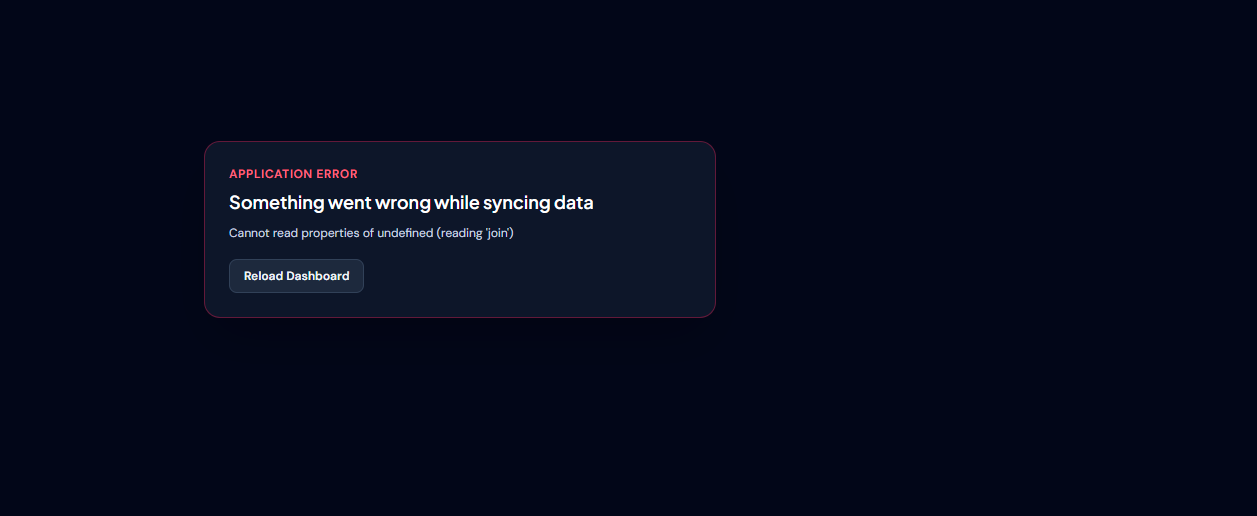 APPLICATION ERROR
Something went wrong while syncing data
Cannot read properties of undefined (reading 'join')
Reload Dashboard